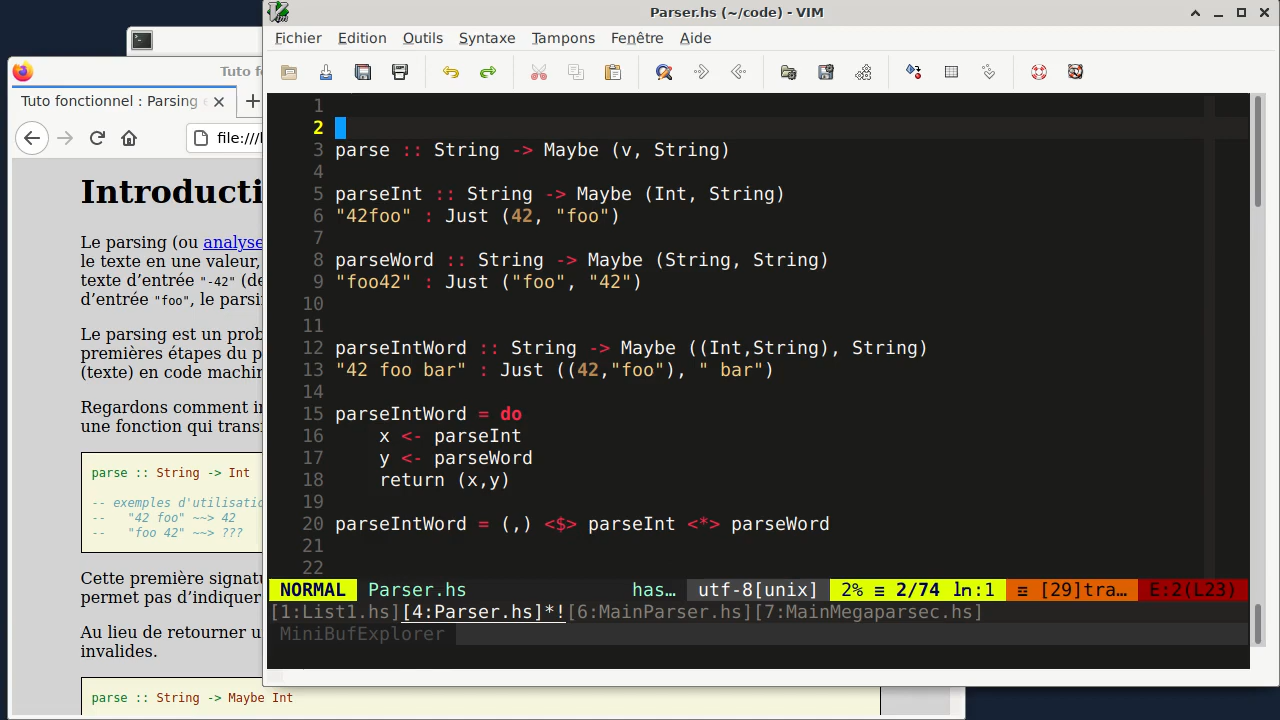 Parser.hs (~/code) - VIM
Fichier Edition Outils Syntaxe Tampons Fenêtre Aide
1
2
3 parse :: String -> Maybe (v, String)
4
5 parseInt :: String -> Maybe (Int, String)
6 "42foo" : Just (42, "foo")
7
8 parseWord :: String -> Maybe (String, String)
9 "foo42" : Just ("foo", "42")
10
11
12 parseIntWord :: String -> Maybe ((Int,String), String)
13 "42 foo bar" : Just ((42,"foo"), " bar")
14
15 parseIntWord = do
16 x <- parseInt
17 y <- parseWord
18 return (x,y)
19
20 parseIntWord = (,) <$> parseInt <*> parseWord
21
22
NORMAL Parser.hs has… utf-8[unix] 2% ≡ 2/74 ln:1 ☲ [29]tra… E:2(L23)
[1:List1.hs][4:Parser.hs]*![6:MainParser.hs][7:MainMegaparsec.hs]
MiniBufExplorer
Tuto
Tuto fonctionnel : Parsing
file:///
Introducti
Le parsing (ou analyse
le texte en une valeur,
texte d’entrée "-42" (de
d’entrée "foo", le parsi
Le parsing est un prob
premières étapes du p
(texte) en code machin
Regardons comment in
une fonction qui trans
parse :: String -> Int
-- exemples d'utilisatio
-- "42 foo" ~~> 42
-- "foo 42" ~~> ???
Cette première signatu
permet pas d’indiquer
Au lieu de retourner u
invalides.
parse :: String -> Maybe Int